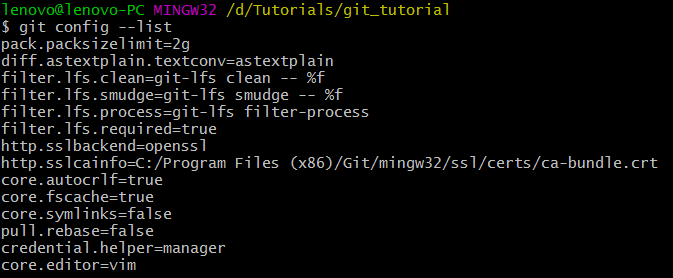 lenovo@lenovo-PC MINGW32 /d/Tutorials/git_tutorial
$ git config --list
pack.packsizelimit=2g
diff.astextplain.textconv=astextplain
filter.lfs.clean=git-lfs clean -- %f
filter.lfs.smudge=git-lfs smudge -- %f
filter.lfs.process=git-lfs filter-process
filter.lfs.required=true
http.sslbackend=openssl
http.sslcainfo=C:/Program Files (x86)/Git/mingw32/ssl/certs/ca-bundle.crt
core.autocrlf=true
core.fscache=true
core.symlinks=false
pull.rebase=false
credential.helper=manager
core.editor=vim